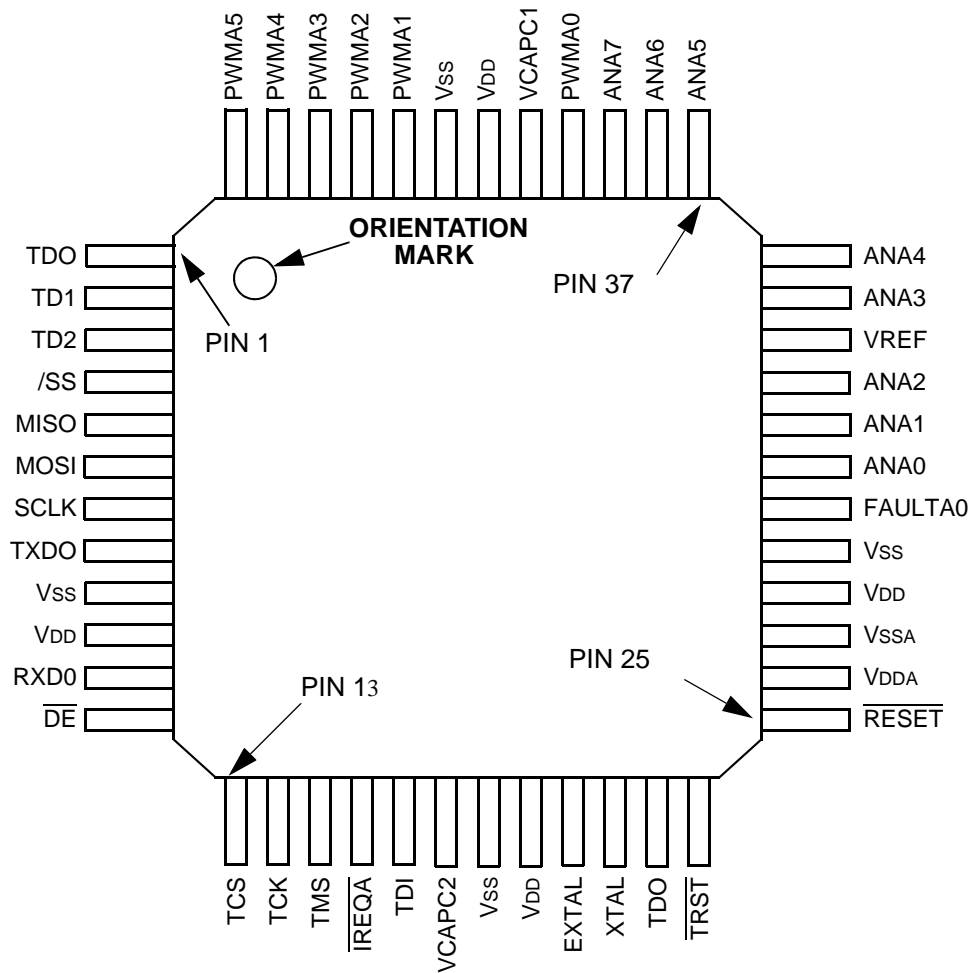 PWMA5
PWMA4
PWMA3
PWMA2
PWMA1
VSS
VDD
VCAPC1
PWMA0
ANA7
ANA6
ANA5
ORIENTATION
MARK
PIN 37
PIN 1
TDO
TD1
TD2
/SS
MISO
MOSI
SCLK
TXDO
VSS
VDD
RXD0
DE
ANA4
ANA3
VREF
ANA2
ANA1
ANA0
FAULTA0
VSS
VDD
VSSA
VDDA
RESET
PIN 25
PIN 13
TCS
TCK
TMS
IREQA
TDI
VCAPC2
VSS
VDD
EXTAL
XTAL
TDO
TRST